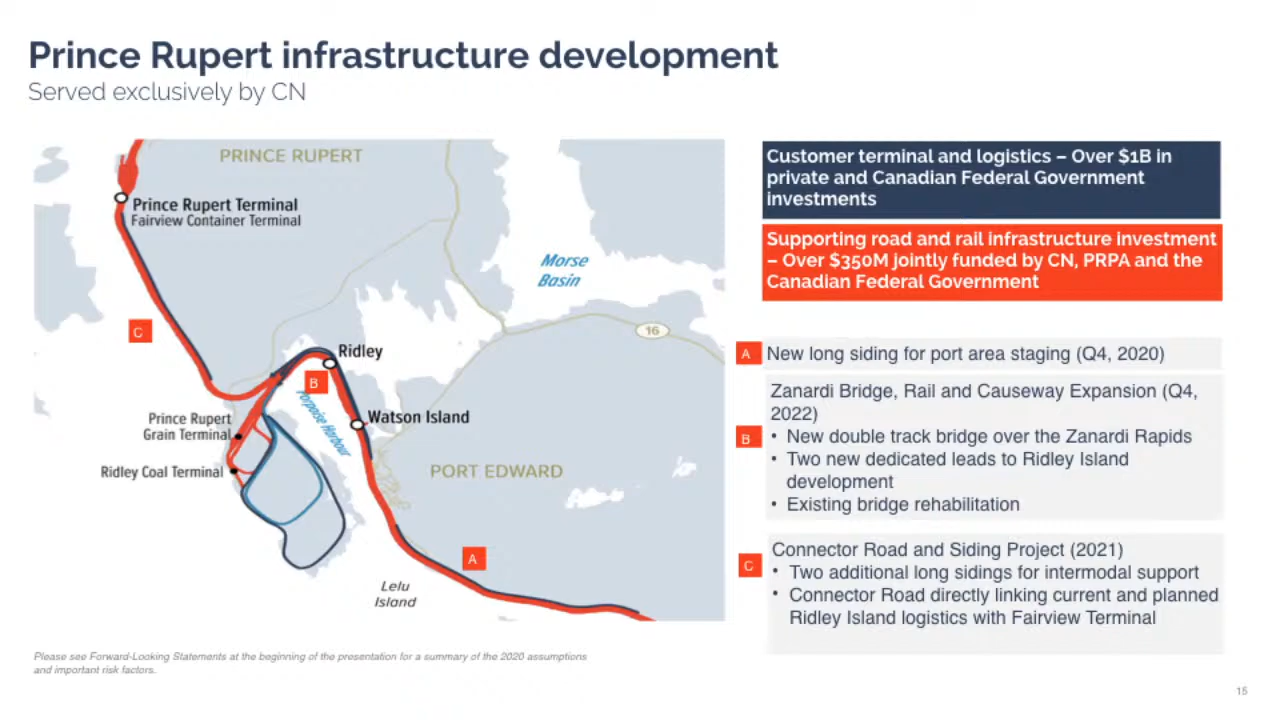 Prince Rupert infrastructure development
Served exclusively by CN
PRINCE RUPERT
Prince Rupert Terminal
Fairview Container Terminal
Morse
Basin
16
C
Ridley
B
Porpoise Harbour
Watson Island
Prince Rupert
Grain Terminal
Ridley Coal Terminal
PORT EDWARD
A
Lelu
Island
Customer terminal and logistics – Over $1B in
private and Canadian Federal Government
investments
Supporting road and rail infrastructure investment
– Over $350M jointly funded by CN, PRPA and the
Canadian Federal Government
A New long siding for port area staging (Q4, 2020)
Zanardi Bridge, Rail and Causeway Expansion (Q4,
2022)
B • New double track bridge over the Zanardi Rapids
• Two new dedicated leads to Ridley Island
development
• Existing bridge rehabilitation
Connector Road and Siding Project (2021)
C • Two additional long sidings for intermodal support
• Connector Road directly linking current and planned
Ridley Island logistics with Fairview Terminal
Please see Forward-Looking Statements at the beginning of the presentation for a summary of the 2020 assumptions
and important risk factors.
15